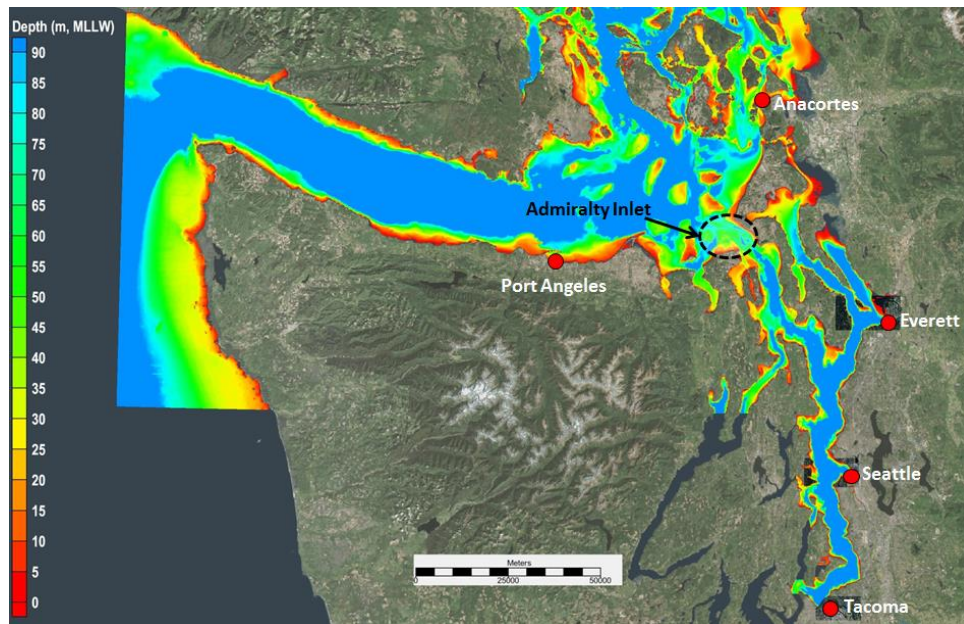 Depth (m, MLLW)
90
85
80
75
70
65
60
55
50
45
40
35
30
25
20
15
10
5
0
Anacortes
Admiralty Inlet
Port Angeles
Everett
Seattle
Meters
0 25000 50000
Tacoma